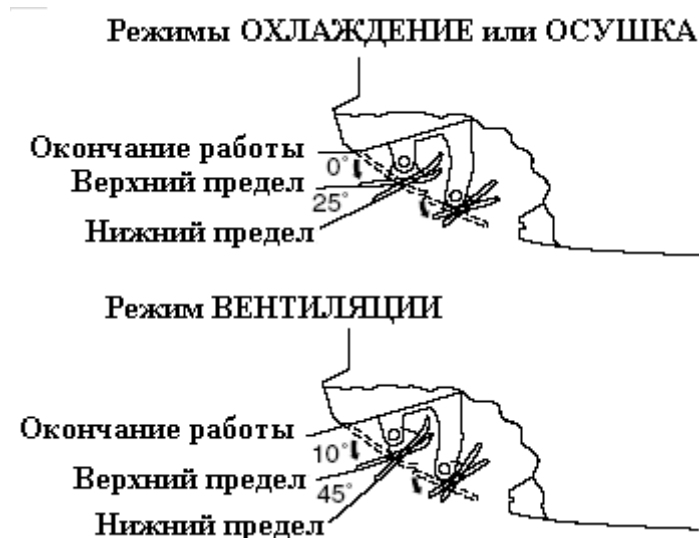 Режимы ОХЛАЖДЕНИЕ или ОСУШКА
Окончание работы
0°
Верхний предел
25°
Нижний предел
Режим ВЕНТИЛЯЦИИ
Окончание работы
10°
Верхний предел
45°
Нижний предел